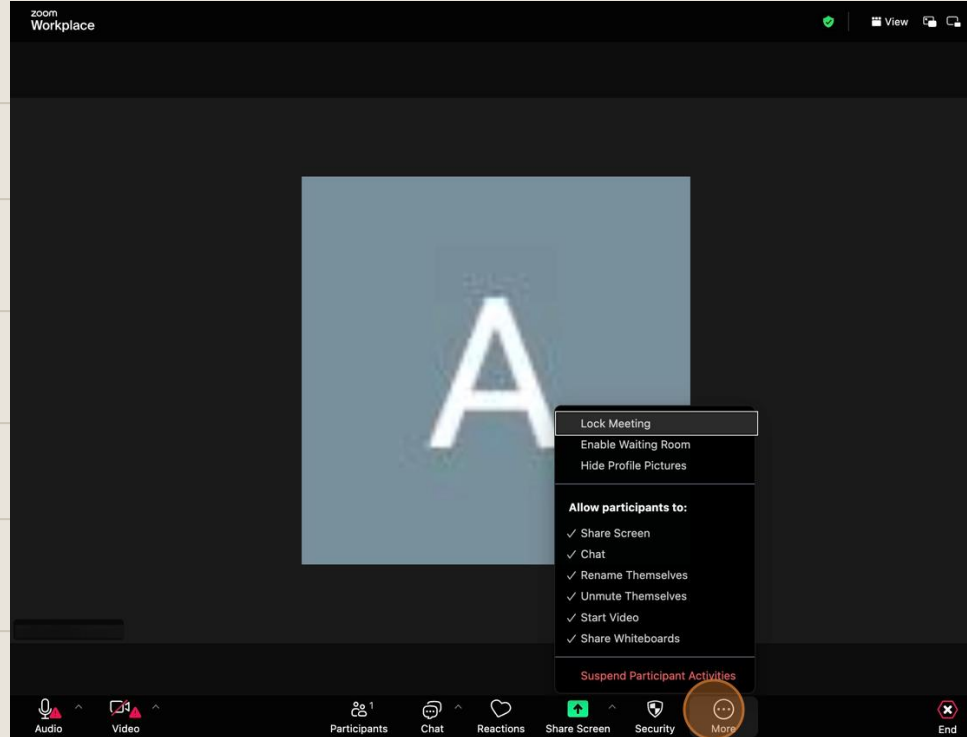 zoom
Workplace
View
A
Lock Meeting
Enable Waiting Room
Hide Profile Pictures
Allow participants to:
✓ Share Screen
✓ Chat
✓ Rename Themselves
✓ Unmute Themselves
✓ Start Video
✓ Share Whiteboards
Suspend Participant Activities
1
Audio
Video
Participants
Chat
Reactions
Share Screen
Security
More
End